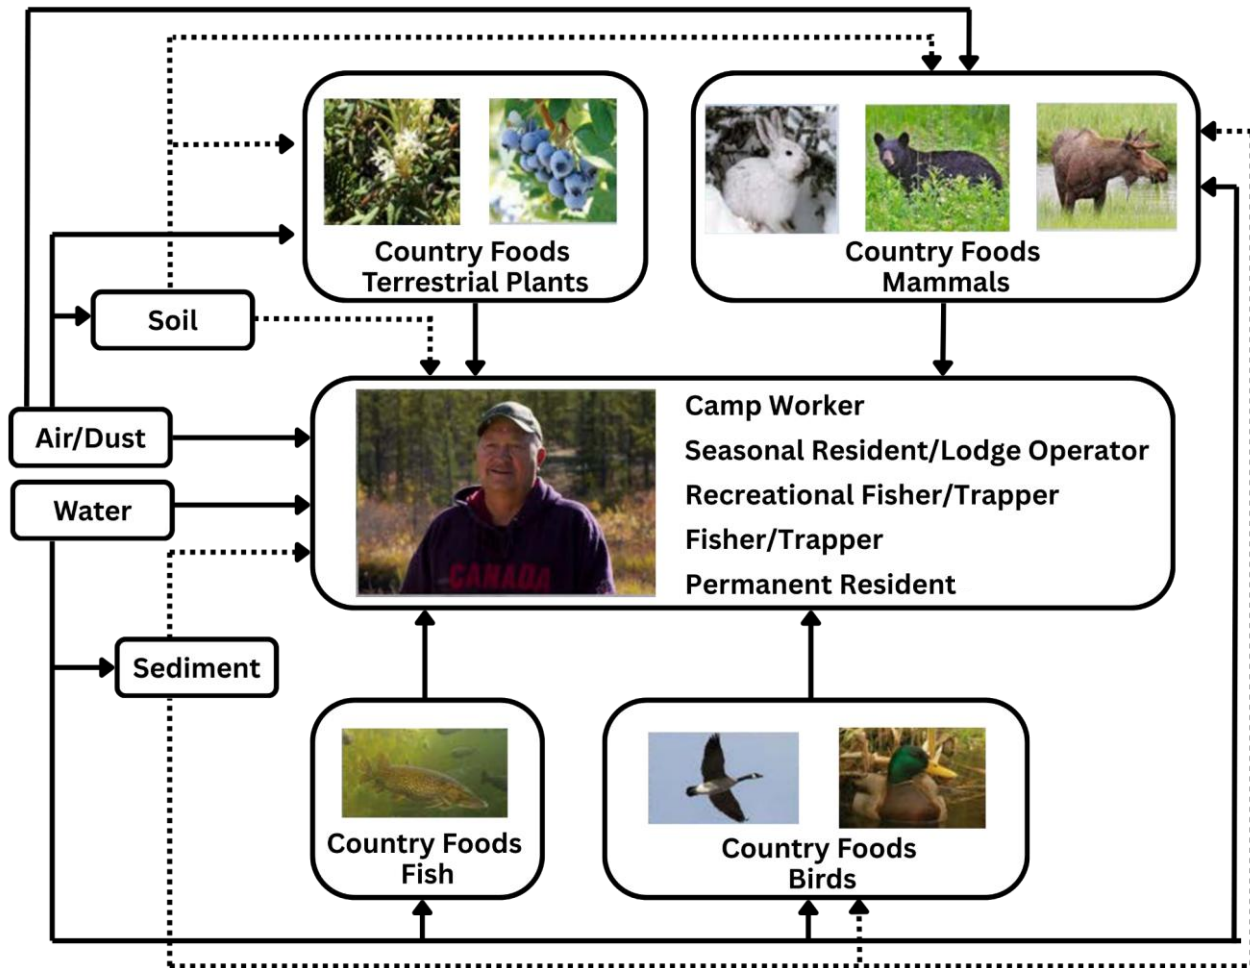 Country Foods
Terrestrial Plants
Country Foods
Mammals
Soil
Air/Dust
Water
Sediment
CANADA
Camp Worker
Seasonal Resident/Lodge Operator
Recreational Fisher/Trapper
Fisher/Trapper
Permanent Resident
Country Foods
Fish
Country Foods
Birds